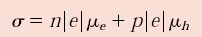 σ = n|e|μₑ + p|e|μₕ